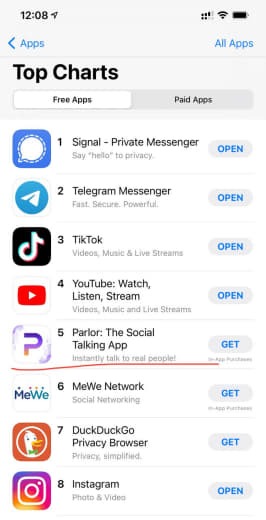 12:08
Apps
All Apps
Top Charts
Free Apps
Paid Apps
1 Signal - Private Messenger
Say "hello" to privacy.
OPEN
2 Telegram Messenger
Fast. Secure. Powerful.
OPEN
3 TikTok
Videos, Music & Live Streams
OPEN
4 YouTube: Watch,
Listen, Stream
Videos, Music and Live Streams
OPEN
5 Parlor: The Social
Talking App
Instantly talk to real people!
GET
In-App Purchases
MeWe
6 MeWe Network
Social Networking
GET
In-App Purchases
7 DuckDuckGo
Privacy Browser
Privacy, simplified.
GET
8 Instagram
Photo & Video
OPEN